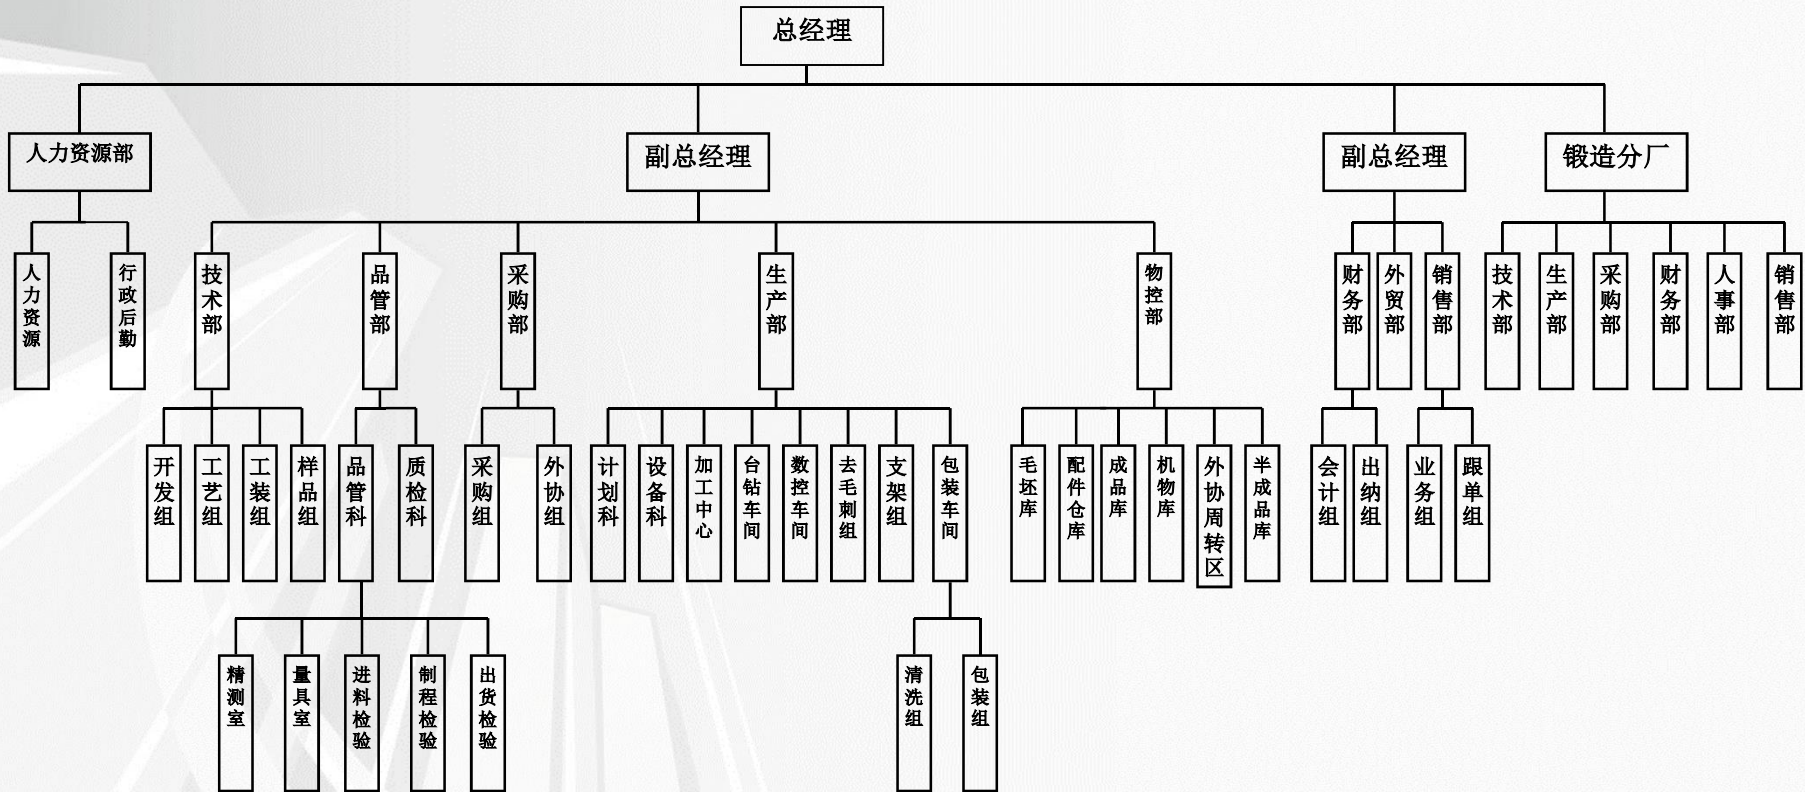 总经理
人力资源部
副总经理
副总经理
锻造分厂
人力资源
行政后勤
技术部
品管部
采购部
生产部
物控部
财务部
外贸部
销售部
技术部
生产部
采购部
财务部
人事部
销售部
开发组
工艺组
工装组
样品组
品管科
质检科
采购组
外协组
计划科
设备科
加工中心
台钻车间
数控车间
去毛刺组
支架组
包装车间
毛坯库
配件仓库
成品库
机物库
外协周转区
半成品库
会计组
出纳组
业务组
跟单组
精测室
量具室
进料检验
制程检验
出货检验
清洗组
包装组